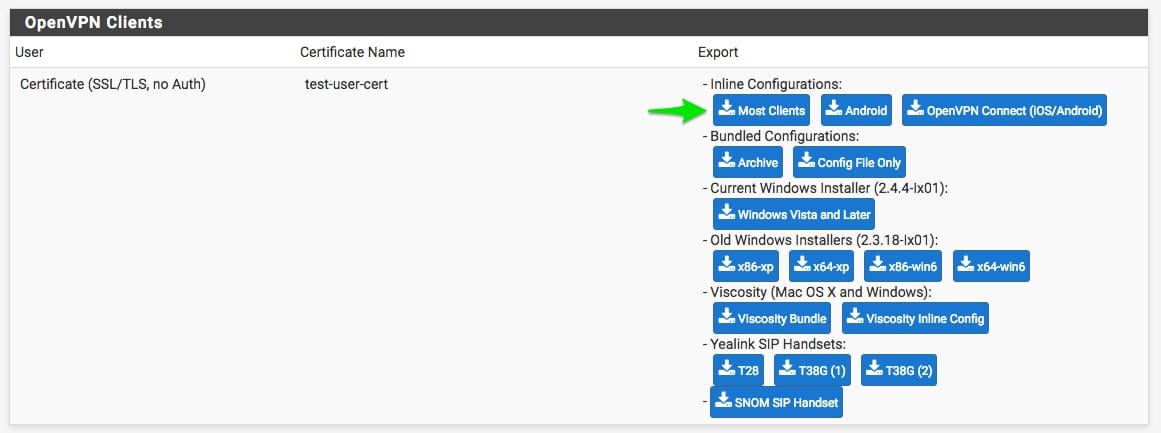 OpenVPN Clients
User Certificate Name Export
Certificate (SSL/TLS, no Auth) test-user-cert - Inline Configurations:
Most Clients Android OpenVPN Connect (iOS/Android)
- Bundled Configurations:
Archive Config File Only
- Current Windows Installer (2.4.4-Ix01):
Windows Vista and Later
- Old Windows Installers (2.3.18-Ix01):
x86-xp x64-xp x86-win6 x64-win6
- Viscosity (Mac OS X and Windows):
Viscosity Bundle Viscosity Inline Config
- Yealink SIP Handsets:
T28 T38G (1) T38G (2)
- SNOM SIP Handset